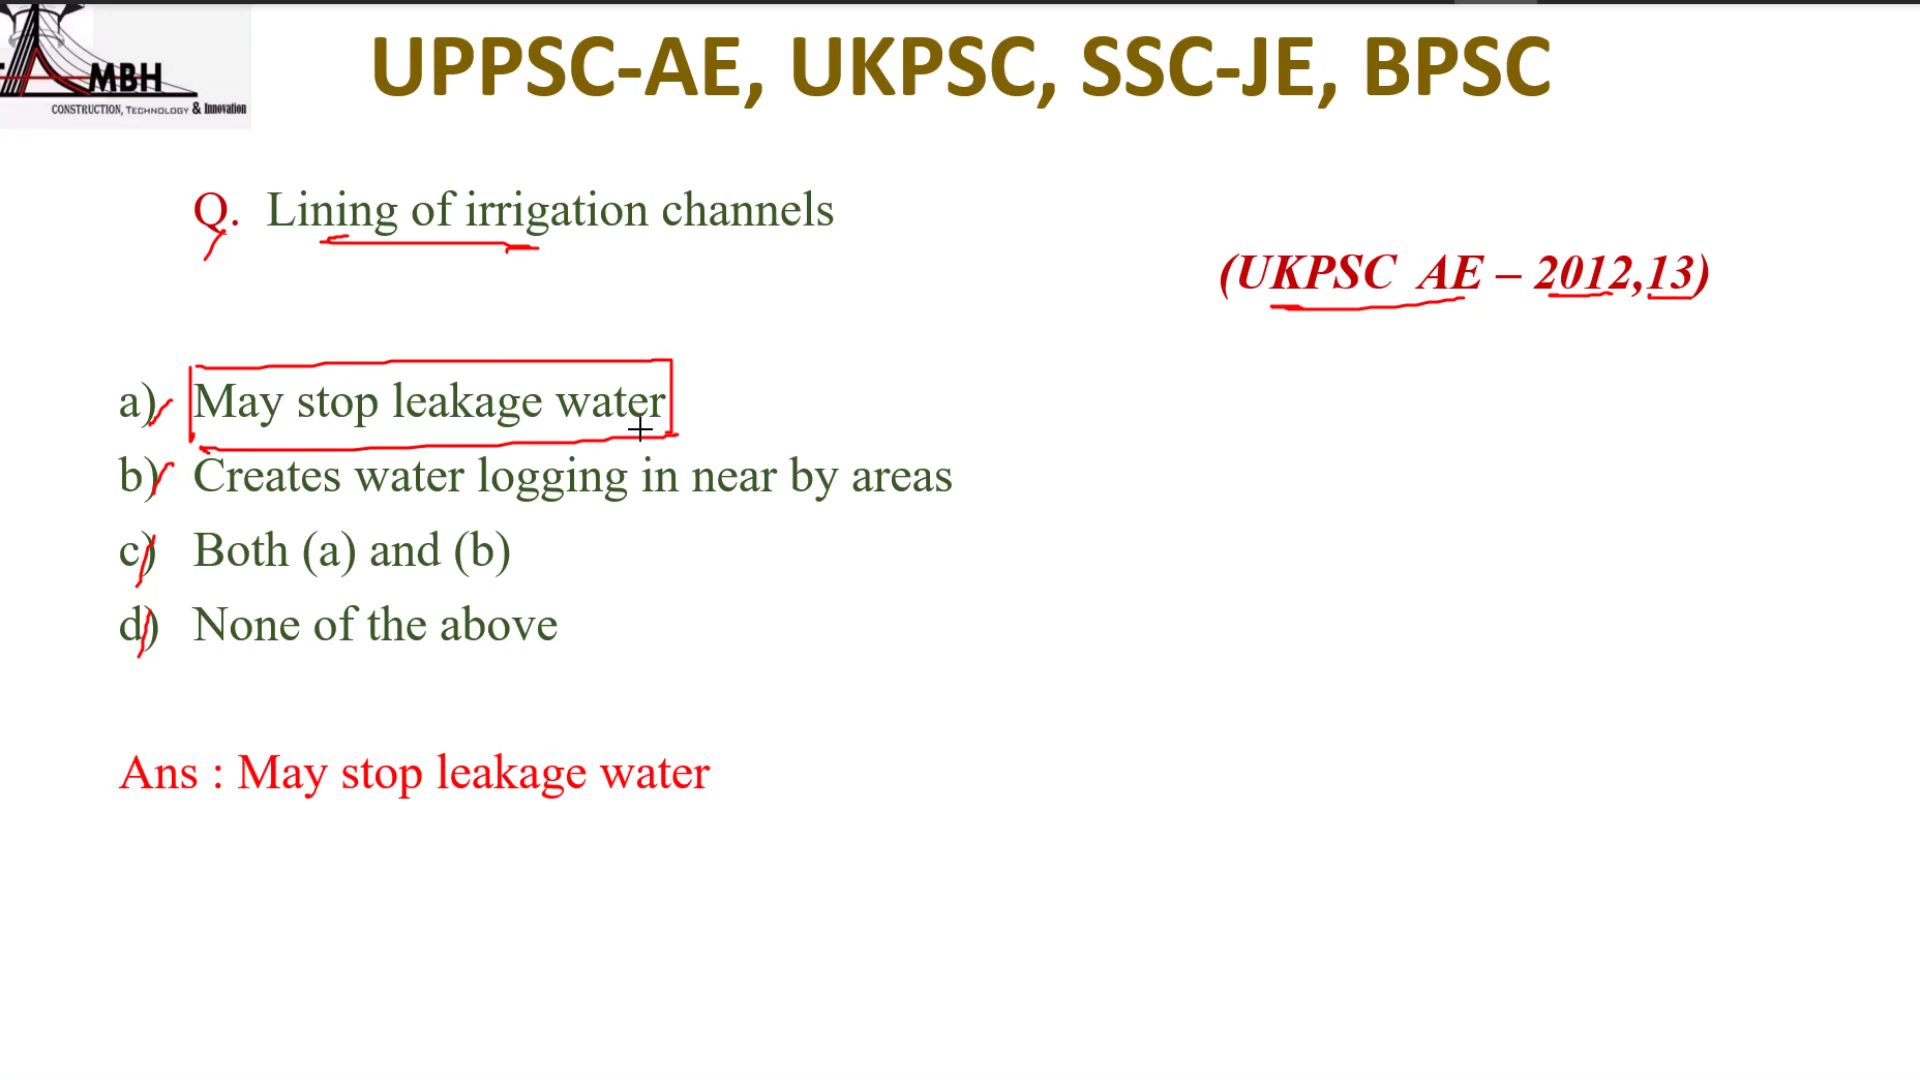 MBH
CONSTRUCTION, TECHNOLOGY & Innovation
UPPSC-AE, UKPSC, SSC-JE, BPSC
Q. Lining of irrigation channels
(UKPSC AE – 2012,13)
a) May stop leakage water
b) Creates water logging in near by areas
c) Both (a) and (b)
d) None of the above
Ans : May stop leakage water